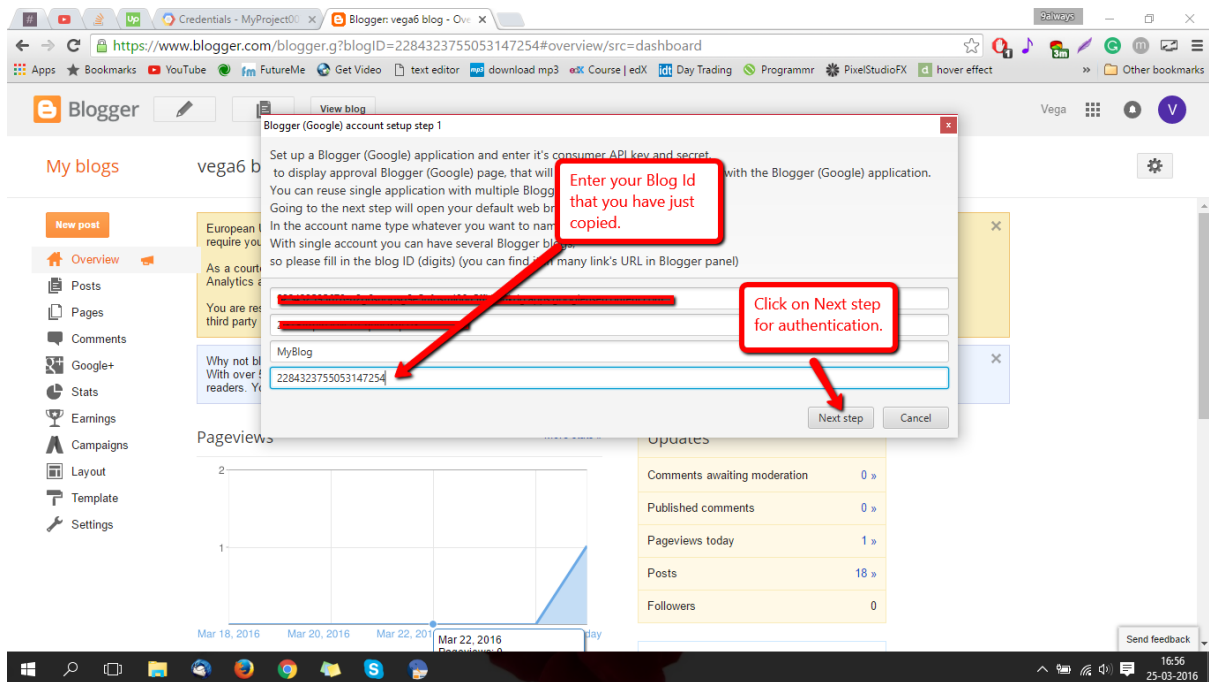 Credentials - MyProject00
Blogger: vega6 blog - Ove
9always
https://www.blogger.com/blogger.g?blogID=2284323755053147254#overview/src=dashboard
Apps Bookmarks YouTube FutureMe Get Video text editor download mp3 Course | edX Day Trading Programmr PixelStudioFX hover effect » Other bookmarks
Blogger
View blog
Vega
V
Blogger (Google) account setup step 1
Set up a Blogger (Google) application and enter it's consumer API key and secret,
to display approval Blogger (Google) page, that will with the Blogger (Google) application.
You can reuse single application with multiple Blogg
Going to the next step will open your default web br
In the account name type whatever you want to nam
With single account you can have several Blogger blogs,
so please fill in the blog ID (digits) (you can find it in many link's URL in Blogger panel)
MyBlog
2284323755053147254
Next step
Cancel
Enter your Blog Id
that you have just
copied.
Click on Next step
for authentication.
My blogs
vega6 b
New post
Overview
Posts
Pages
Comments
Google+
Stats
Earnings
Campaigns
Layout
Template
Settings
European
require you
As a court
Analytics a
You are res
third party
Why not bl
With over
readers. Yo
Pageviews
2
1
Mar 18, 2016
Mar 20, 2016
Mar 22, 201
day
Mar 22, 2016
Updates
Comments awaiting moderation 0 »
Published comments 0 »
Pageviews today 1 »
Posts 18 »
Followers 0
Send feedback
3m
16:56
25-03-2016